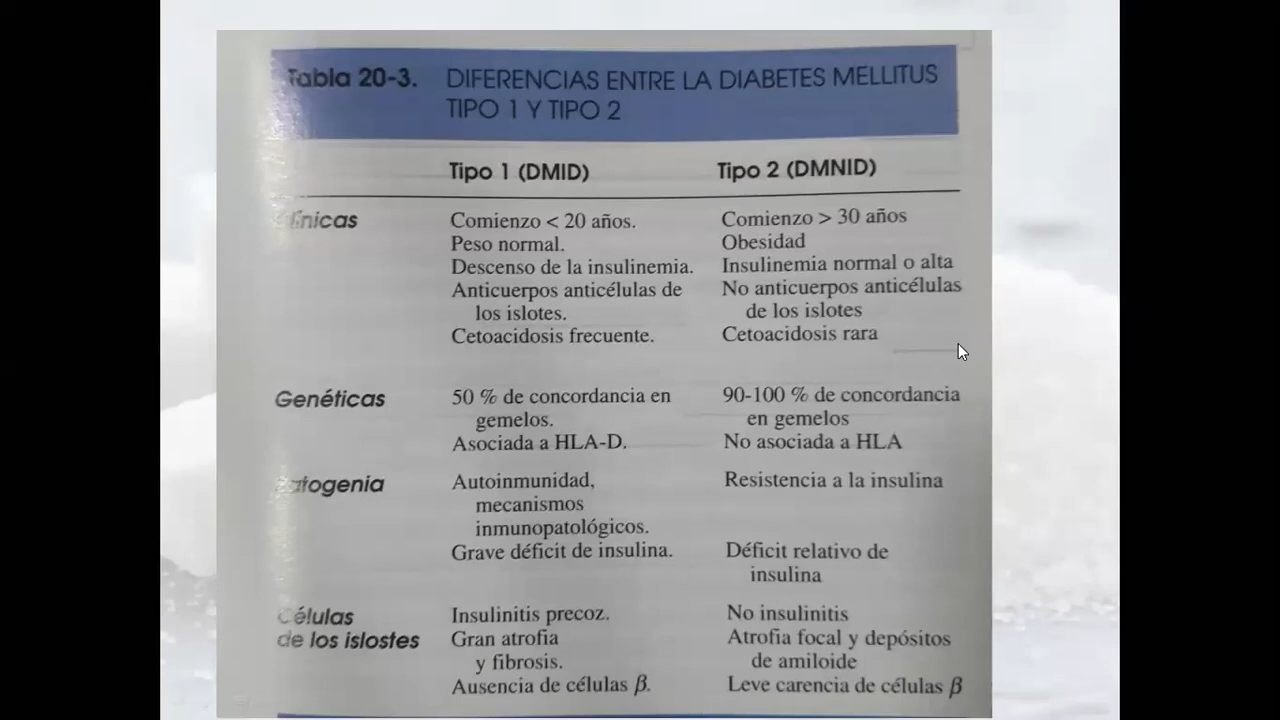 Tabla 20-3. DIFERENCIAS ENTRE LA DIABETES MELLITUS
TIPO 1 Y TIPO 2
Tipo 1 (DMID) Tipo 2 (DMNID)
Clínicas Comienzo < 20 años. Comienzo > 30 años
Peso normal. Obesidad
Descenso de la insulinemia. Insulinemia normal o alta
Anticuerpos anticélulas de No anticuerpos anticélulas
los islotes. de los islotes
Cetoacidosis frecuente. Cetoacidosis rara
Genéticas 50 % de concordancia en 90-100 % de concordancia
gemelos. en gemelos
Asociada a HLA-D. No asociada a HLA
Patogenia Autoinmunidad, Resistencia a la insulina
mecanismos
inmunopatológicos.
Grave déficit de insulina. Déficit relativo de
insulina
Células Insulinitis precoz. No insulinitis
de los islostes Gran atrofia Atrofia focal y depósitos
y fibrosis. de amiloide
Ausencia de células β. Leve carencia de células β